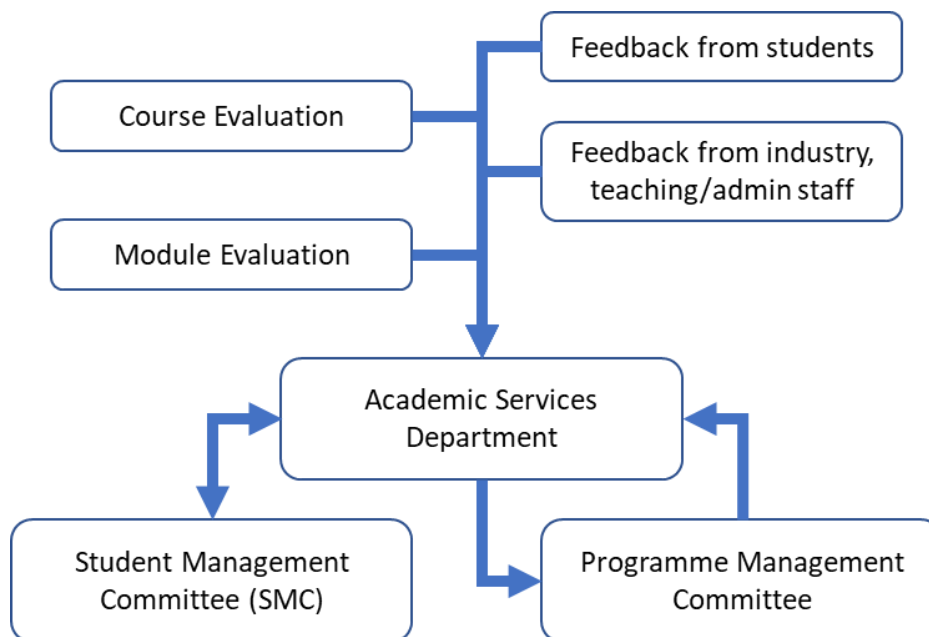 Feedback from students
Course Evaluation
Feedback from industry,
teaching/admin staff
Module Evaluation
Academic Services
Department
Student Management
Committee (SMC)
Programme Management
Committee